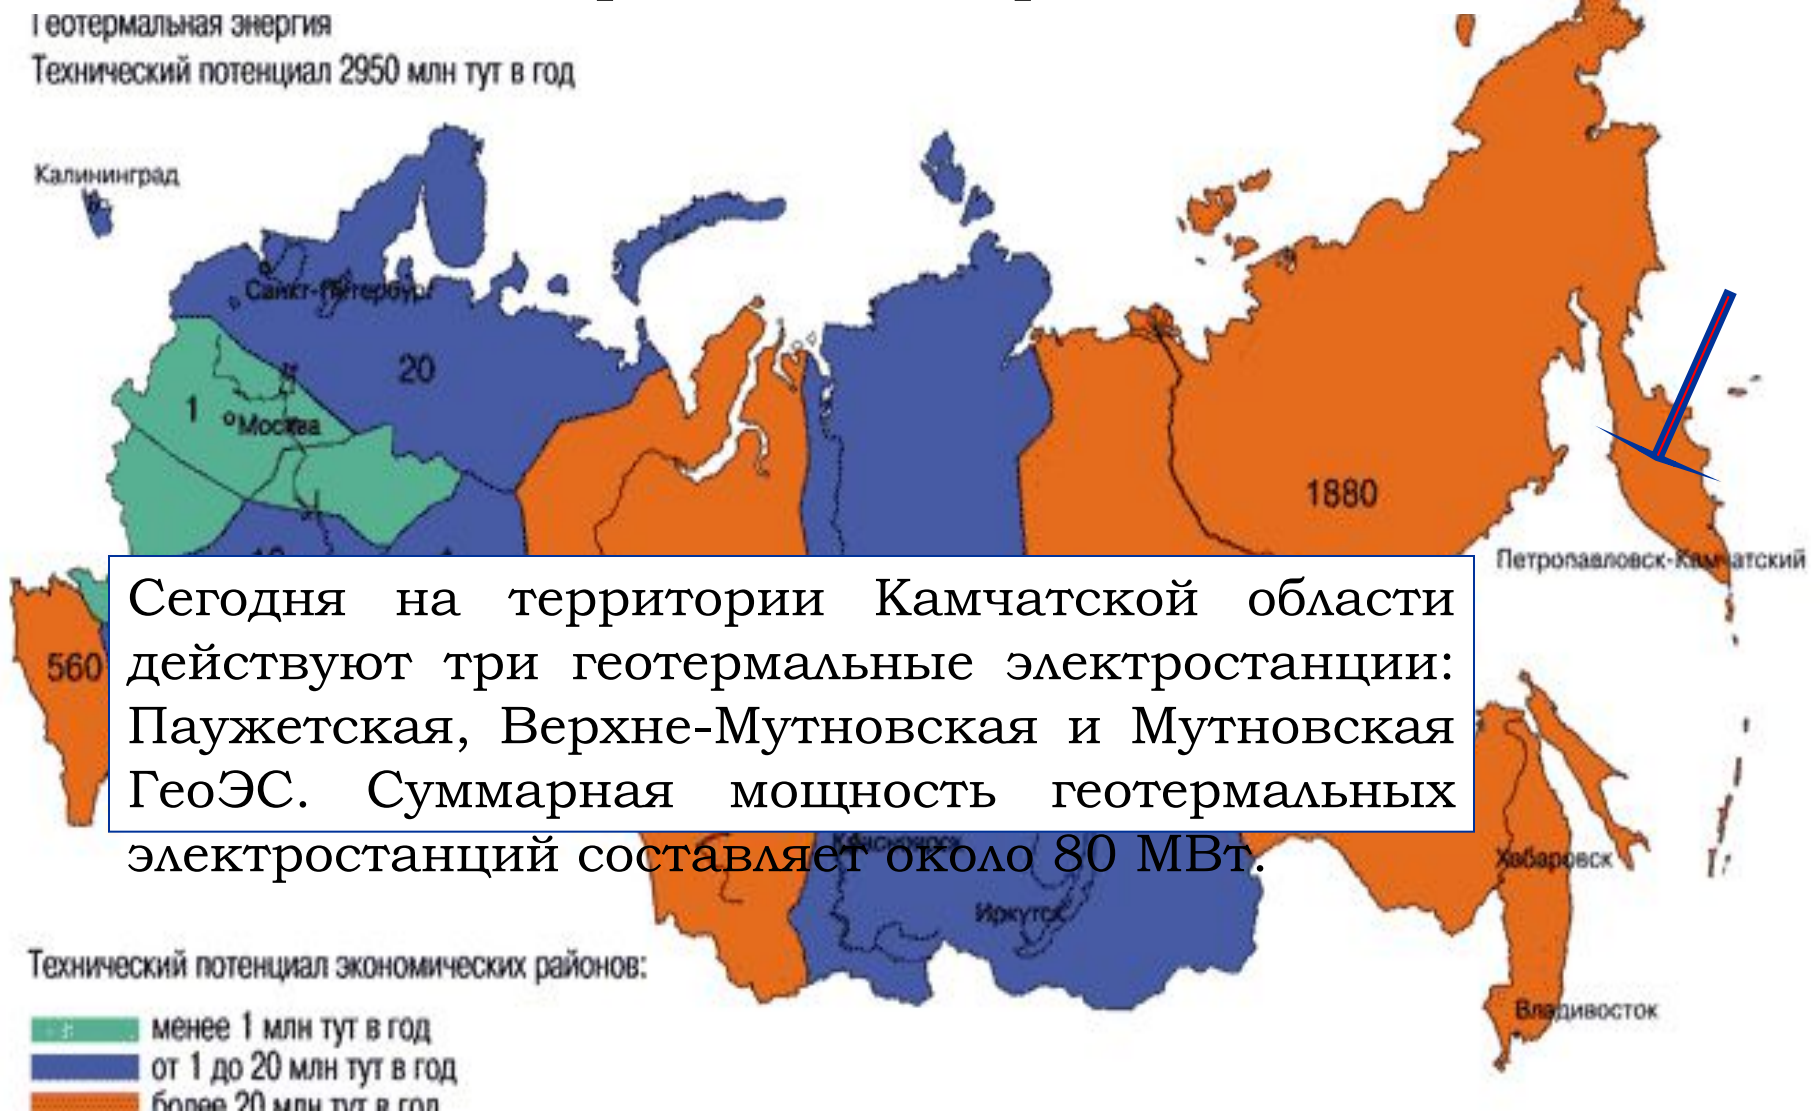 Геотермальная энергия
Технический потенциал 2950 млн тут в год
Калининград
Санкт-Петербург
20
1
Москва
1880
Петропавловск-Камчатский
560
Сегодня на территории Камчатской области
действуют три геотермальные электростанции:
Паужетская, Верхне-Мутновская и Мутновская
ГеоЭС. Суммарная мощность геотермальных
электростанций составляет около 80 МВт.
Красноярск
Хабаровск
Иркутск
Технический потенциал экономических районов:
Владивосток
менее 1 млн тут в год
от 1 до 20 млн тут в год
более 20 млн тут в год